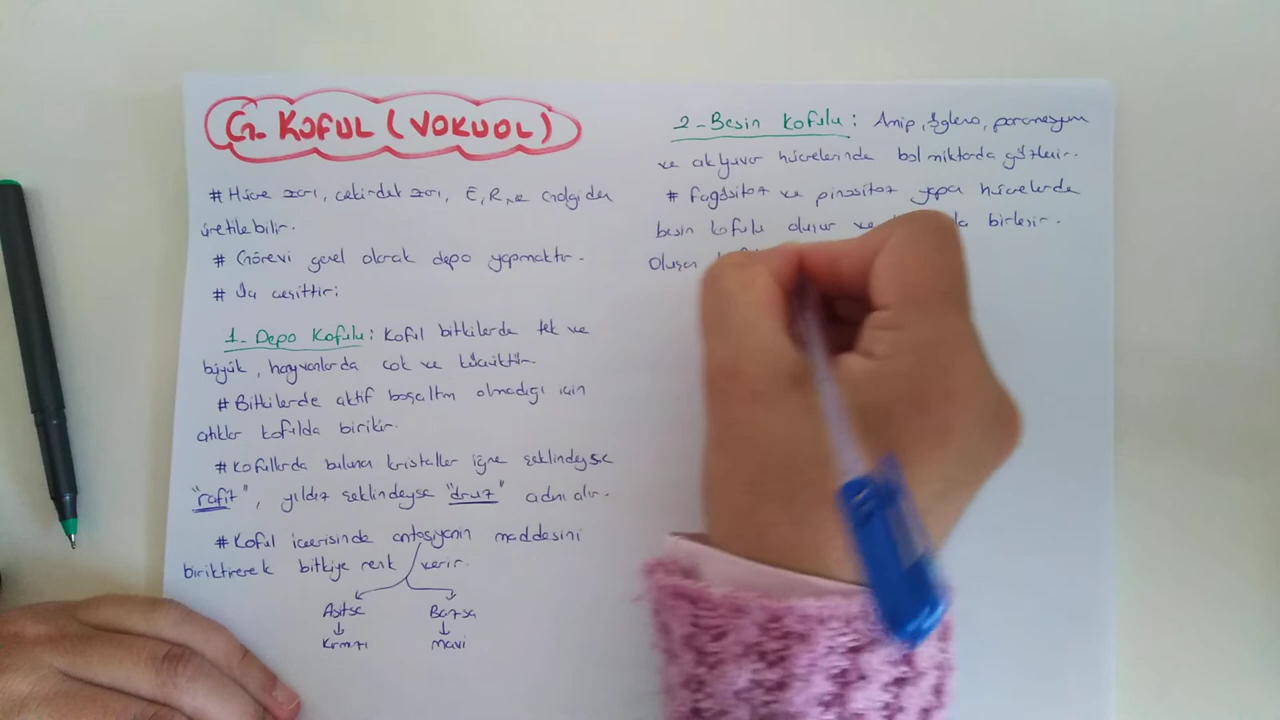 G. KOFUL (VOKUOL)
# Hücre zarı, çekirdek zarı, E,R ve Golgiden
üretilebilir.
# Görevi genel olarak depo yapmaktır.
# Üç çeşittir:
1- Depo Kofulu: Koful bitkilerde tek ve
büyük, hayvanlarda çok ve küçüktür.
# Bitkilerde aktif boşaltım olmadığı için
atıklar kofulda birikir.
# Kofullarda bulunan kristaller iğne şeklindeyse
"rafit", yıldız şeklindeyse "druz" adını alır.
# Koful içerisinde antosiyanin maddesini
biriktirerek bitkiye renk verir.
Asitse Bazsa
↓ ↓
Kırmızı Mavi
2- Besin Kofulu: Amip, öglena, paramesyum
ve akyuvar hücrelerinde bol miktarda gözlenir.
# Fagositoz ve pinositoz yapan hücrelerde
besin kofulu oluşur ve birleşir.
Oluşan